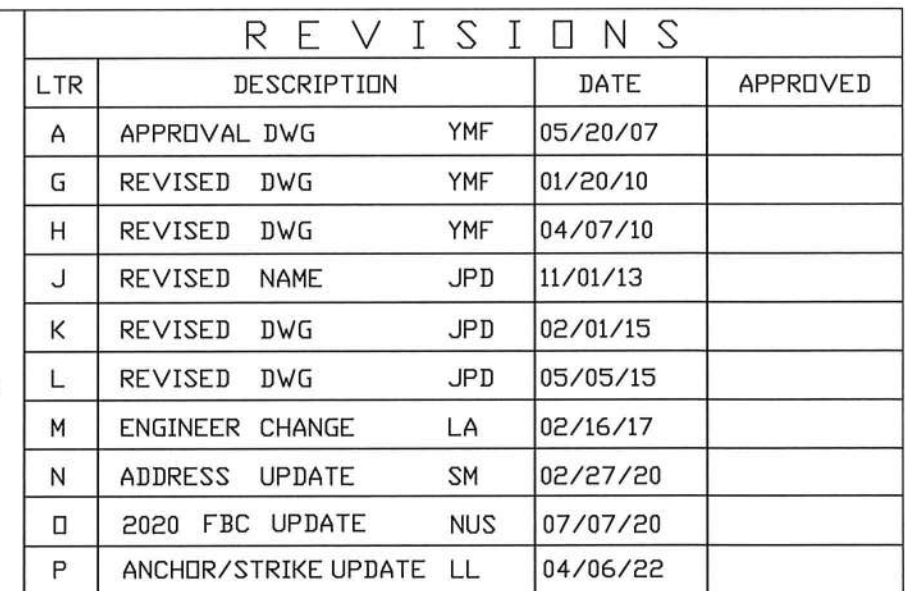 REVISIONS
LTR DESCRIPTION DATE APPROVED
A APPROVAL DWG YMF 05/20/07
G REVISED DWG YMF 01/20/10
H REVISED DWG YMF 04/07/10
J REVISED NAME JPD 11/01/13
K REVISED DWG JPD 02/01/15
L REVISED DWG JPD 05/05/15
M ENGINEER CHANGE LA 02/16/17
N ADDRESS UPDATE SM 02/27/20
O 2020 FBC UPDATE NUS 07/07/20
P ANCHOR/STRIKE UPDATE LL 04/06/22